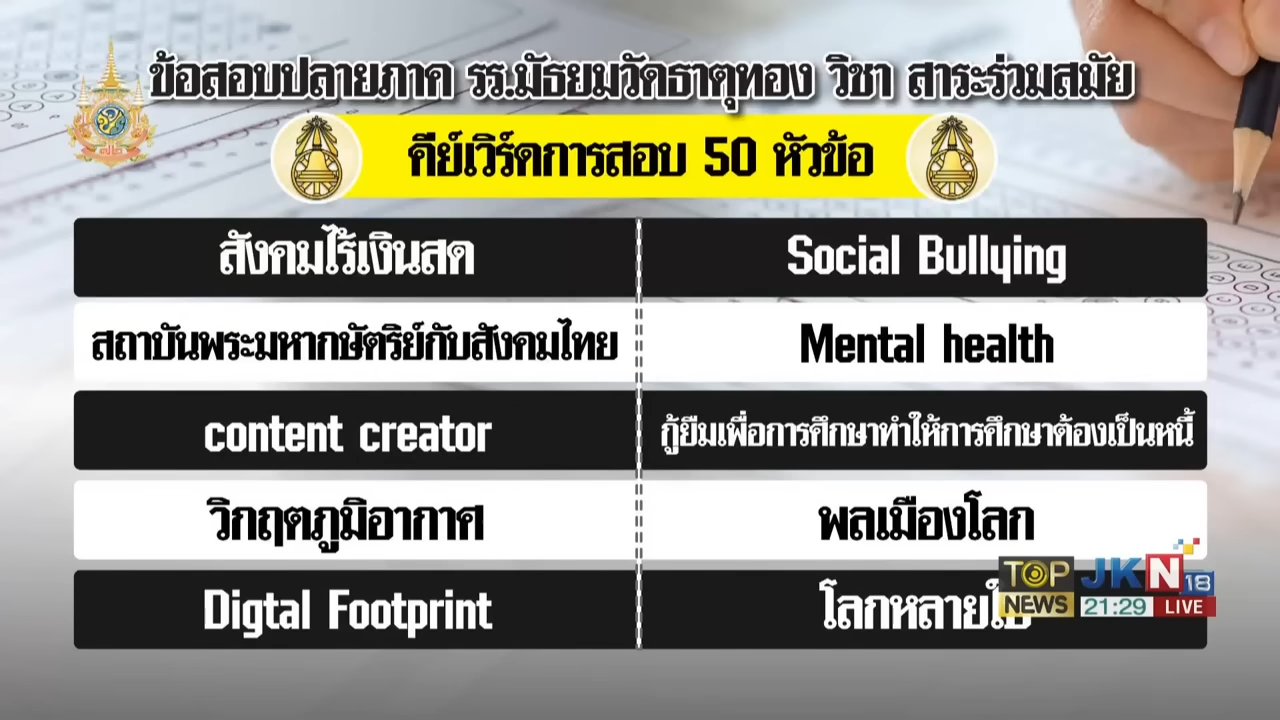 ข้อสอบปลายภาค รร.มัธยมวัดธาตุทอง วิชา สาระร่วมสมัย
คีย์เวิร์ดการสอบ 50 หัวข้อ
สังคมไร้เงินสด
Social Bullying
สถาบันพระมหากษัตริย์กับสังคมไทย
Mental health
content creator
กู้ยืมเพื่อการศึกษาทำให้การศึกษาต้องเป็นหนี้
วิกฤตภูมิอากาศ
พลเมืองโลก
Digtal Footprint
TOP NEWS
JKN18
21:29 LIVE